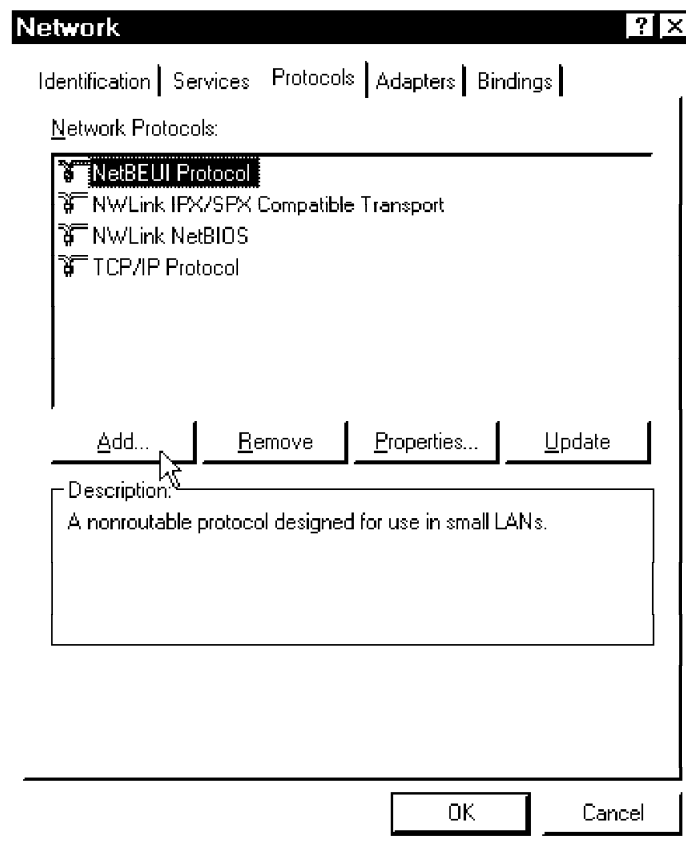 Network ? X
Identification Services Protocols Adapters Bindings
Network Protocols:
NetBEUI Protocol
NWLink IPX/SPX Compatible Transport
NWLink NetBIOS
TCP/IP Protocol
Add... Remove Properties... Update
Description:
A nonroutable protocol designed for use in small LANs.
OK Cancel